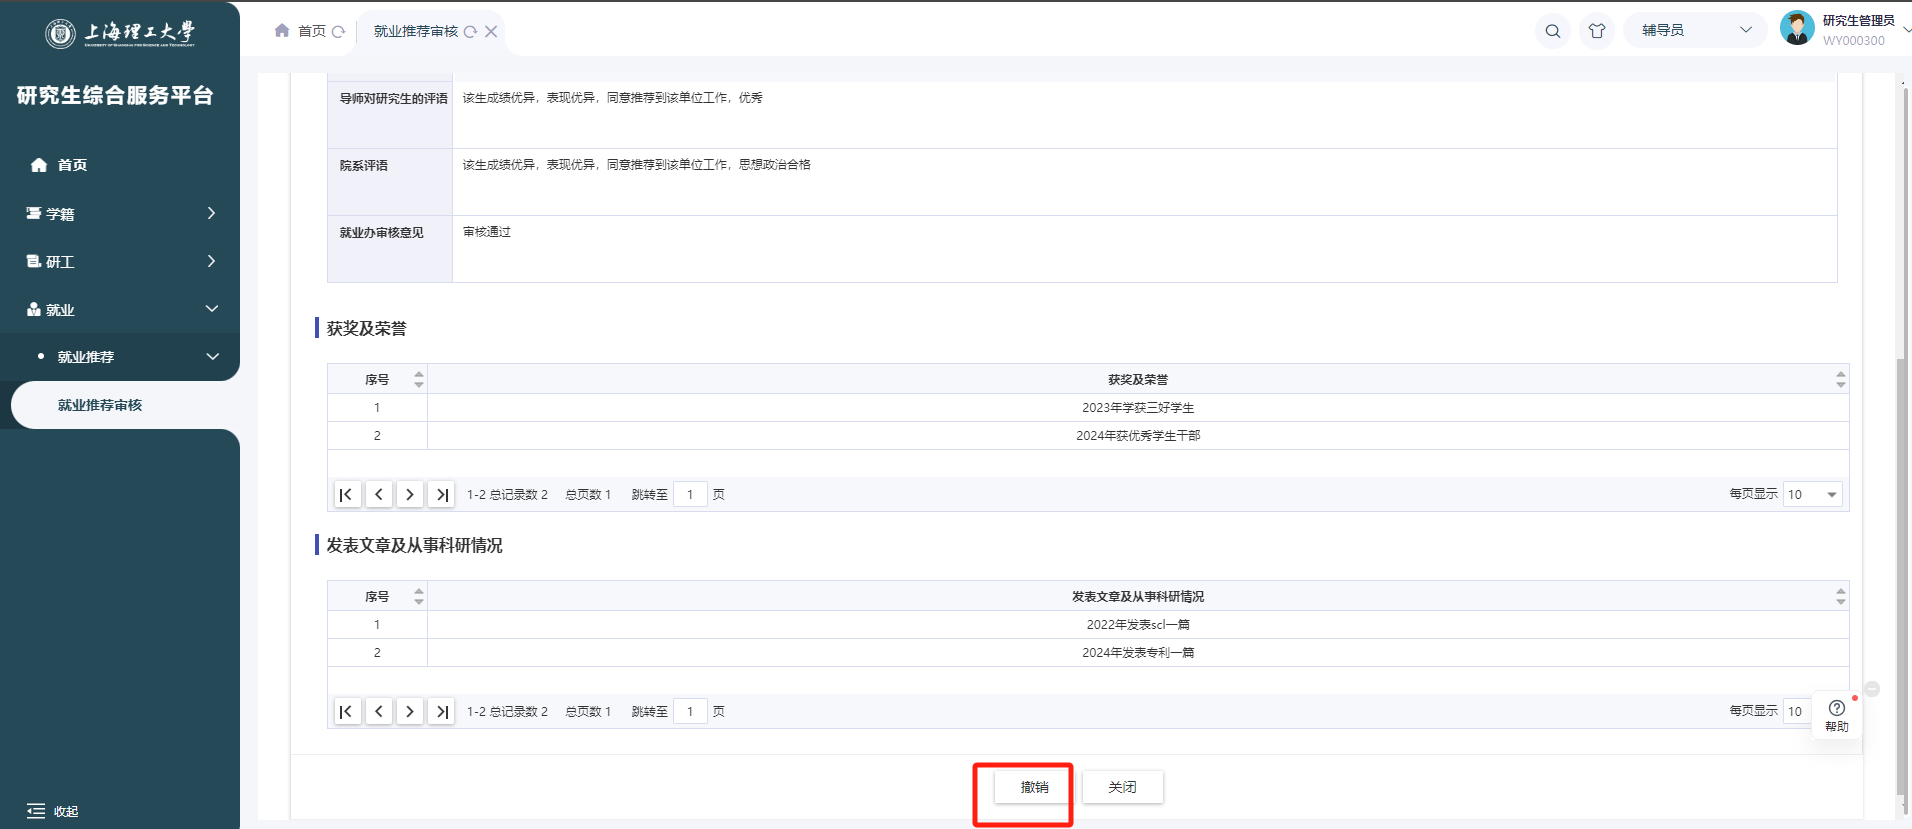 上海理工大学
UNIVERSITY OF SHANGHAI FOR SCIENCE AND TECHNOLOGY
研究生综合服务平台
首页
学籍
研工
就业
就业推荐
就业推荐审核
收起
首页
就业推荐审核
辅导员
研究生管理员
WY000300
导师对研究生的评语 该生成绩优异，表现优异，同意推荐到该单位工作，优秀
院系评语 该生成绩优异，表现优异，同意推荐到该单位工作，思想政治合格
就业办审核意见 审核通过
获奖及荣誉
序号 获奖及荣誉
1 2023年学获三好学生
2 2024年获优秀学生干部
1-2 总记录数 2 总页数 1 跳转至 1 页 每页显示 10
发表文章及从事科研情况
序号 发表文章及从事科研情况
1 2022年发表scl一篇
2 2024年发表专利一篇
1-2 总记录数 2 总页数 1 跳转至 1 页 每页显示 10
帮助
撤销 关闭